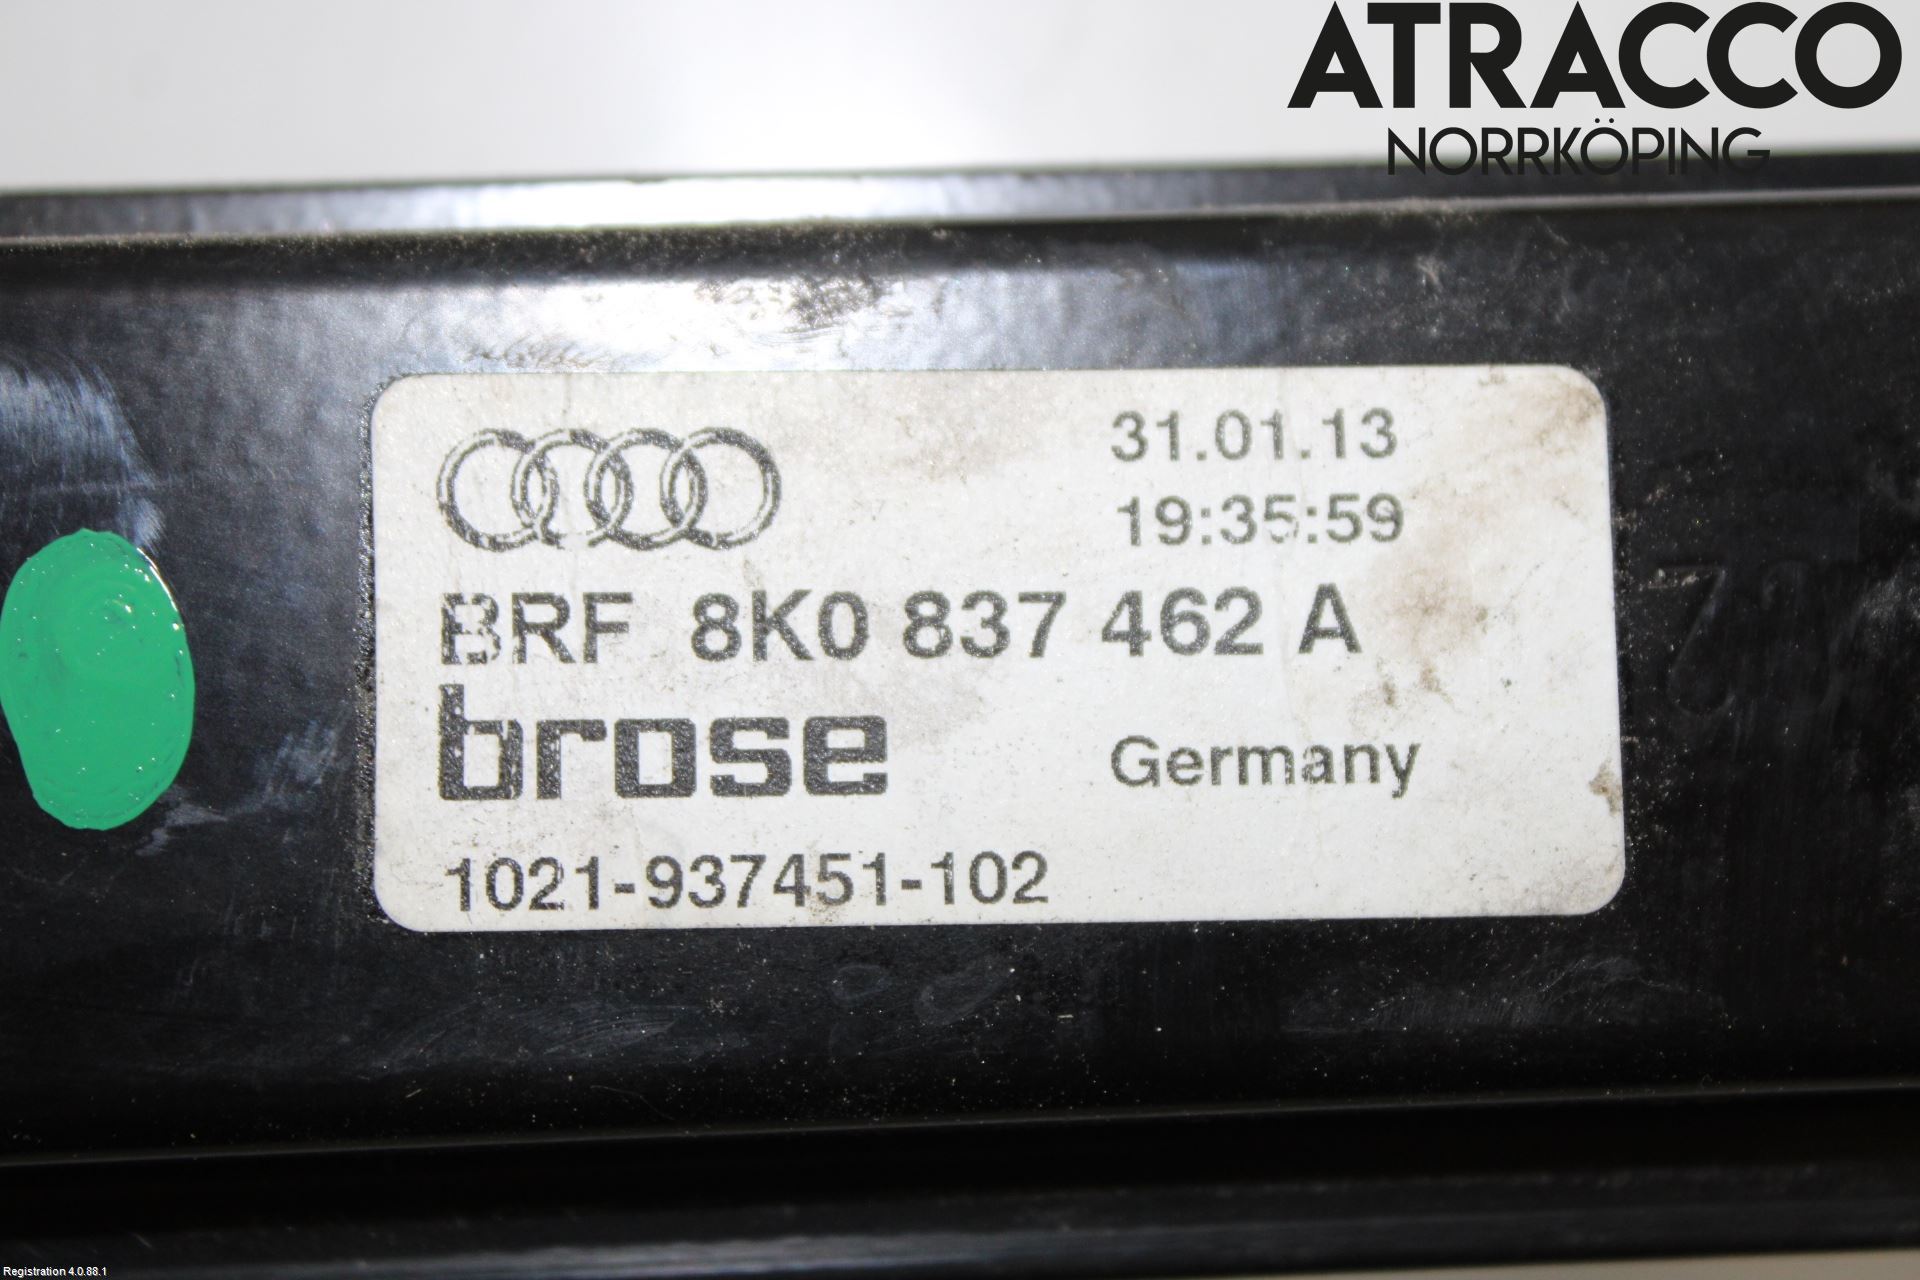 ATRACCO
NORRKÖPING
31.01.13
19:35:59
BRF 8K0 837 462 A
brose
Germany
1021-937451-102
Registration 4.0.88.1